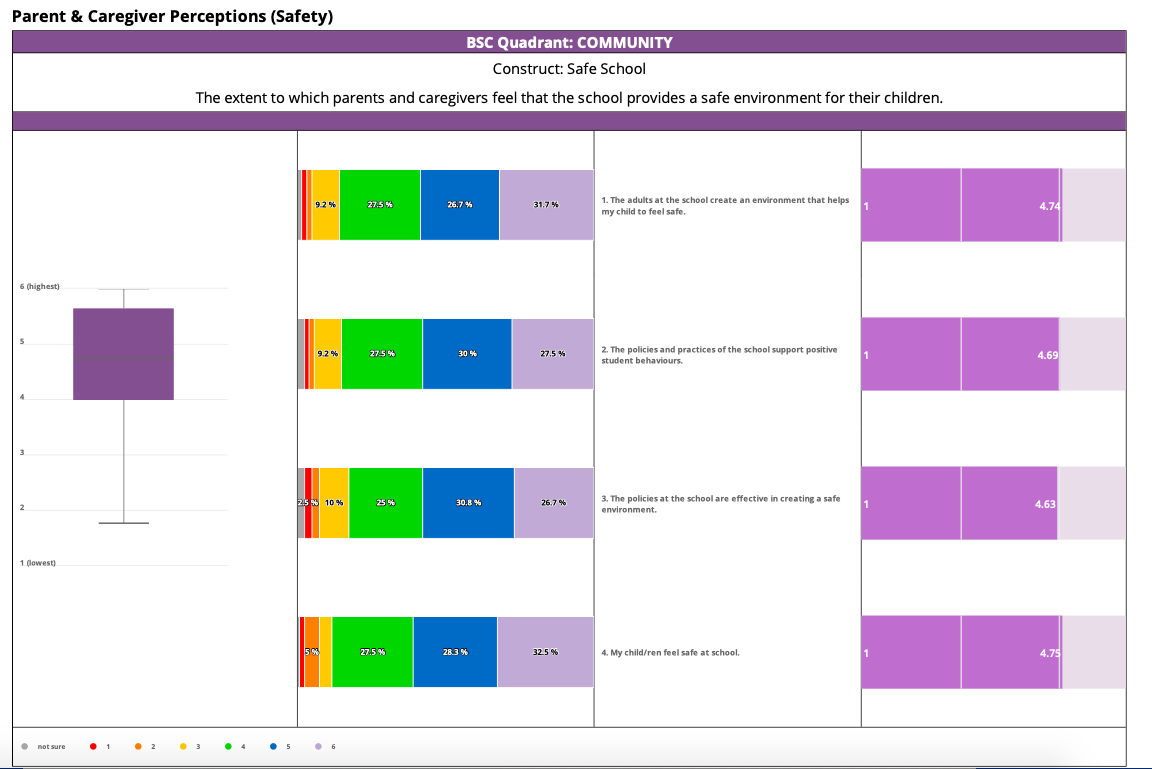 Parent & Caregiver Perceptions (Safety)
BSC Quadrant: COMMUNITY
Construct: Safe School
The extent to which parents and caregivers feel that the school provides a safe environment for their children.
6 (highest)
5
4
3
2
1 (lowest)
9.2 % 27.5 % 26.7 % 31.7 %
1. The adults at the school create an environment that helps
my child to feel safe.
1 4.74
9.2 % 27.5 % 30 % 27.5 %
2. The policies and practices of the school support positive
student behaviours.
1 4.69
2.5 % 10 % 25 % 30.8 % 26.7 %
3. The policies at the school are effective in creating a safe
environment.
1 4.63
5 % 27.5 % 28.3 % 32.5 %
4. My child/ren feel safe at school.
1 4.75
not sure 1 2 3 4 5 6